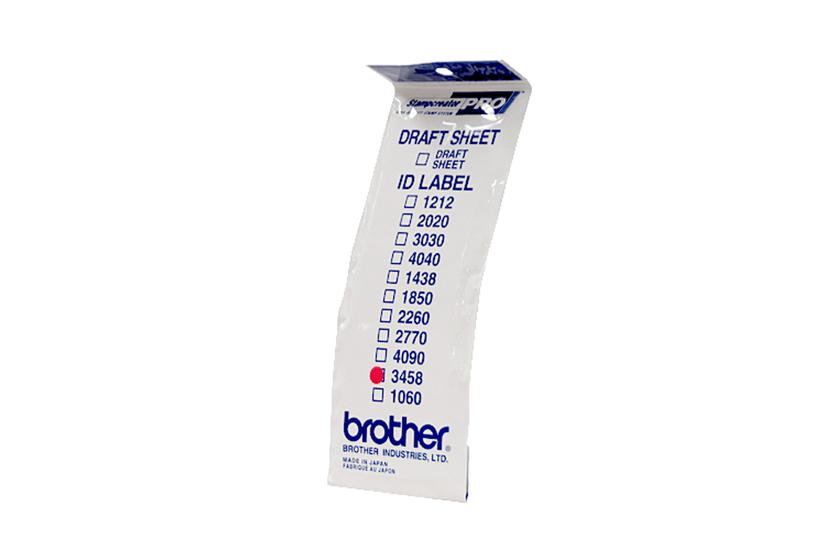 Stampcreator PRO
DRAFT SHEET
DRAFT
SHEET
ID LABEL
1212
2020
3030
4040
1438
1850
2260
2770
4090
3458
1060
brother®
BROTHER INDUSTRIES, LTD.
MADE IN JAPAN
FABRIQUÉ AU JAPON